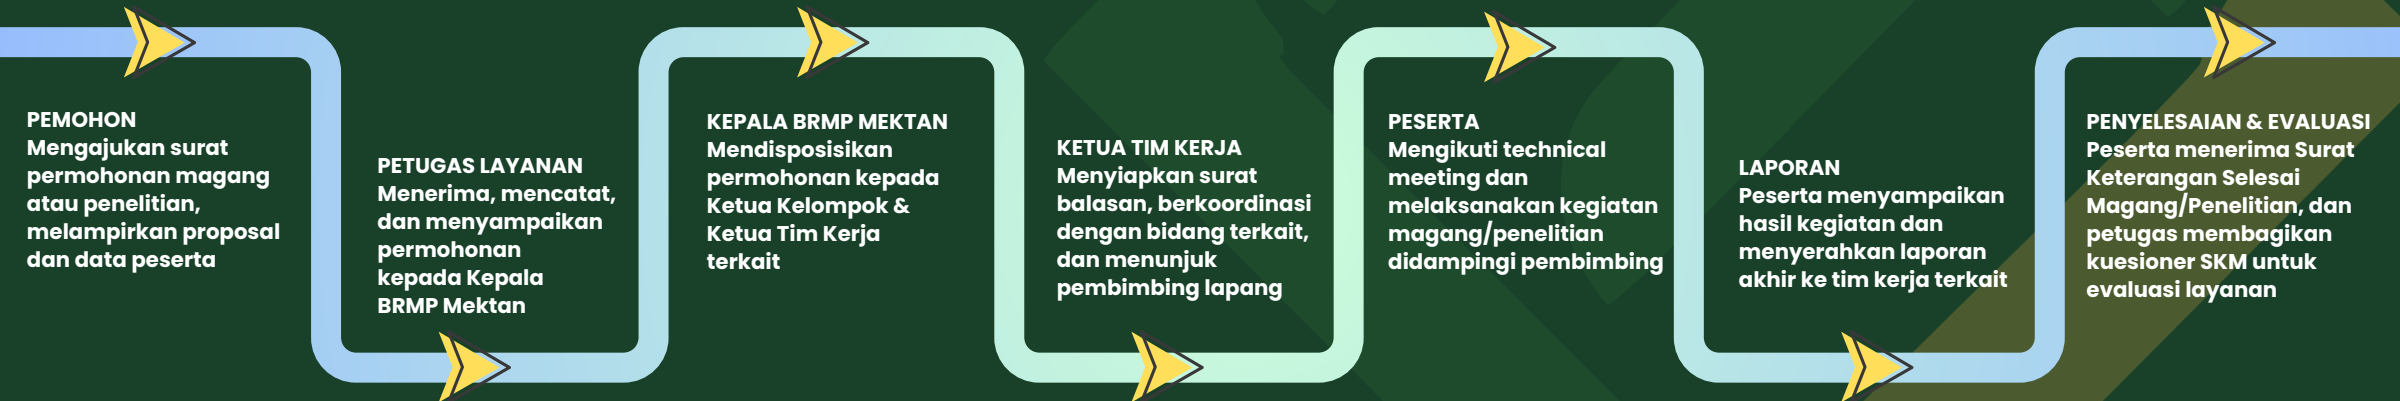 PEMOHON
Mengajukan surat
permohonan magang
atau penelitian,
melampirkan proposal
dan data peserta
PETUGAS LAYANAN
Menerima, mencatat,
dan menyampaikan
permohonan
kepada Kepala
BRMP Mektan
KEPALA BRMP MEKTAN
Mendisposisikan
permohonan kepada
Ketua Kelompok &
Ketua Tim Kerja
terkait
KETUA TIM KERJA
Menyiapkan surat
balasan, berkoordinasi
dengan bidang terkait,
dan menunjuk
pembimbing lapang
PESERTA
Mengikuti technical
meeting dan
melaksanakan kegiatan
magang/penelitian
didampingi pembimbing
LAPORAN
Peserta menyampaikan
hasil kegiatan dan
menyerahkan laporan
akhir ke tim kerja terkait
PENYELESAIAN & EVALUASI
Peserta menerima Surat
Keterangan Selesai
Magang/Penelitian, dan
petugas membagikan
kuesioner SKM untuk
evaluasi layanan